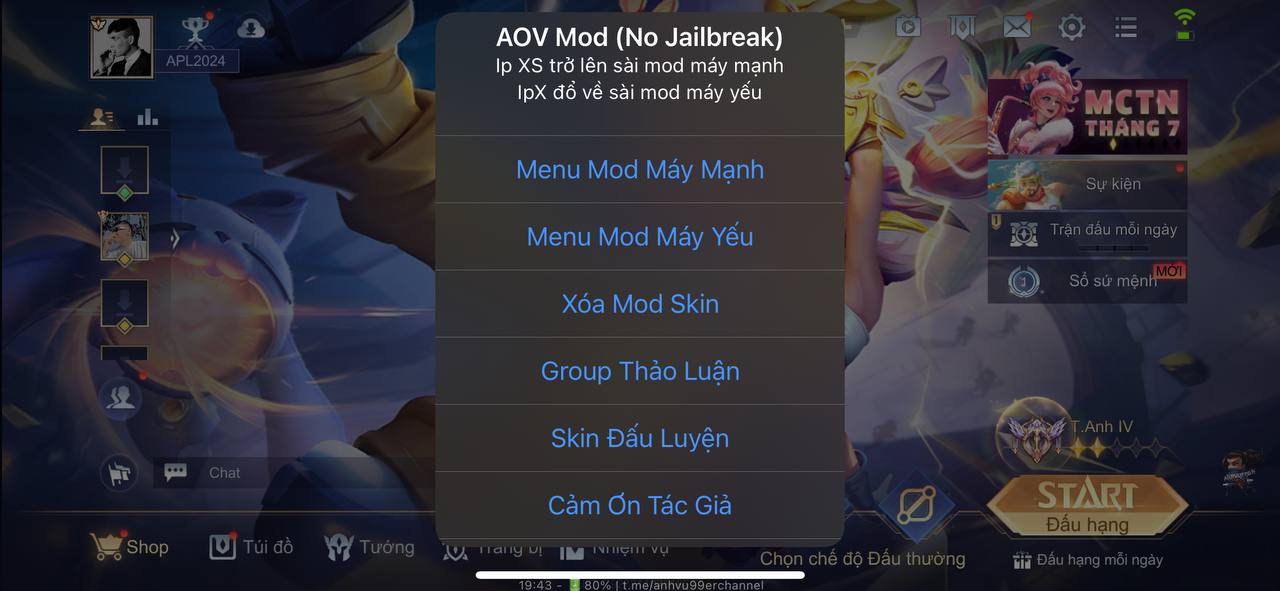 AOV Mod (No Jailbreak)
Ip XS trở lên sài mod máy mạnh
IpX đổ về sài mod máy yếu
Menu Mod Máy Mạnh
Menu Mod Máy Yếu
Xóa Mod Skin
Group Thảo Luận
Skin Đấu Luyện
Cảm Ơn Tác Giả
APL2024
MCTN
THÁNG 7
Sự kiện
Trận đấu mỗi ngày
MỚI
Sổ sứ mệnh
T.Anh IV
START
Đấu hạng
Chat
Shop
Túi đồ
Tướng
Trang bị
Nhiệm vụ
Chọn chế độ Đấu thường
Đấu hạng mỗi ngày
19:43 - 80% | t.me/anhvu99erchannel